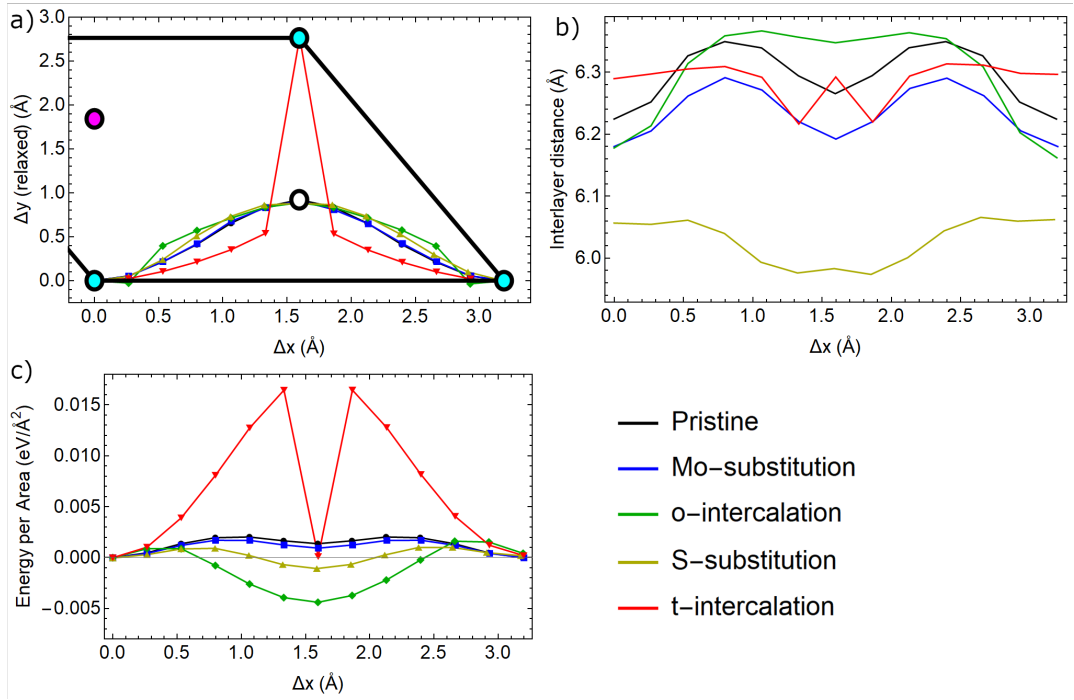 a)
3.0
2.5
2.0
1.5
1.0
0.5
0.0
Δy (relaxed) (Å)
0.0 0.5 1.0 1.5 2.0 2.5 3.0
Δx (Å)
b)
6.3
6.2
6.1
6.0
Interlayer distance (Å)
0.0 0.5 1.0 1.5 2.0 2.5 3.0
Δx (Å)
c)
0.015
0.010
0.005
0.000
−0.005
Energy per Area (eV/Å²)
0.0 0.5 1.0 1.5 2.0 2.5 3.0
Δx (Å)
Pristine
Mo−substitution
o−intercalation
S−substitution
t−intercalation